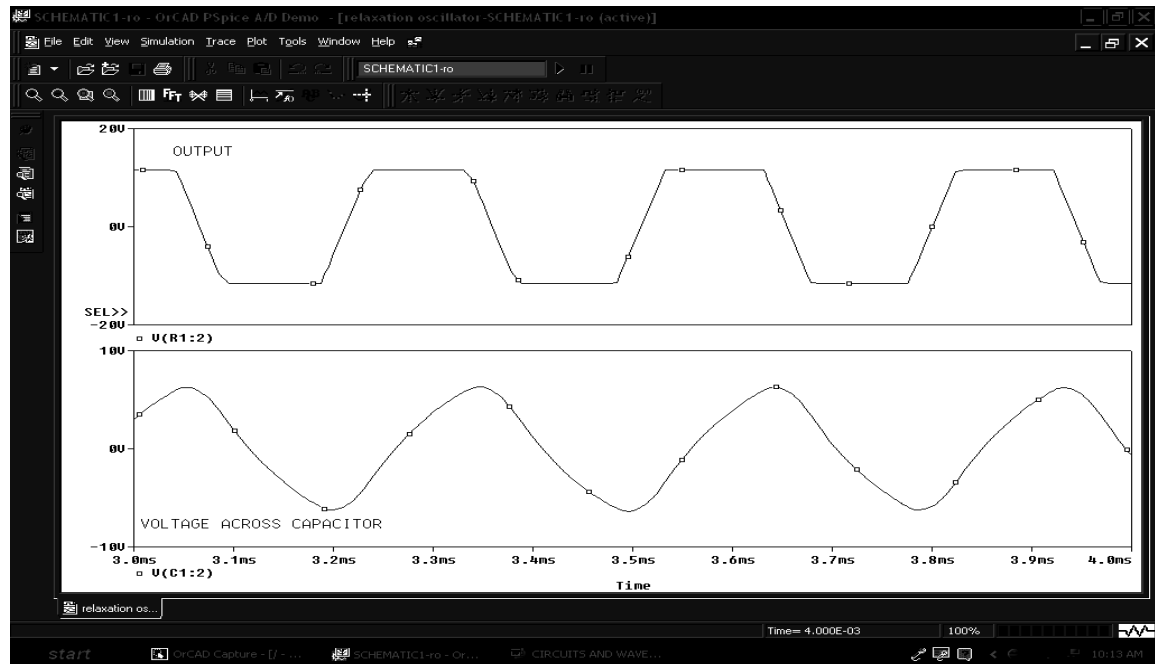 SCHEMATIC1-ro - OrCAD PSpice A/D Demo - [relaxation oscillator-SCHEMATIC1-ro (active)]
File Edit View Simulation Trace Plot Tools Window Help
SCHEMATIC1-ro
FFT
20V
OUTPUT
0V
SEL>>
-20V
V(R1:2)
10V
0V
VOLTAGE ACROSS CAPACITOR
-10V
3.0ms 3.1ms 3.2ms 3.3ms 3.4ms 3.5ms 3.6ms 3.7ms 3.8ms 3.9ms 4.0ms
V(C1:2)
Time
relaxation os...
Time= 4.000E-03 100%
start OrCAD Capture - [/ - ... SCHEMATIC1-ro - Or... CIRCUITS AND WAVE... 10:13 AM